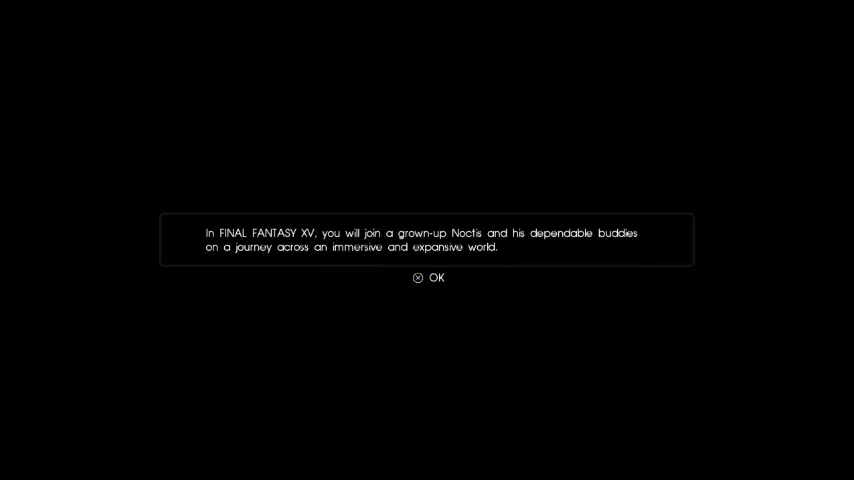 In FINAL FANTASY XV, you will join a grown-up Noctis and his dependable buddies
on a journey across an immersive and expansive world.
OK